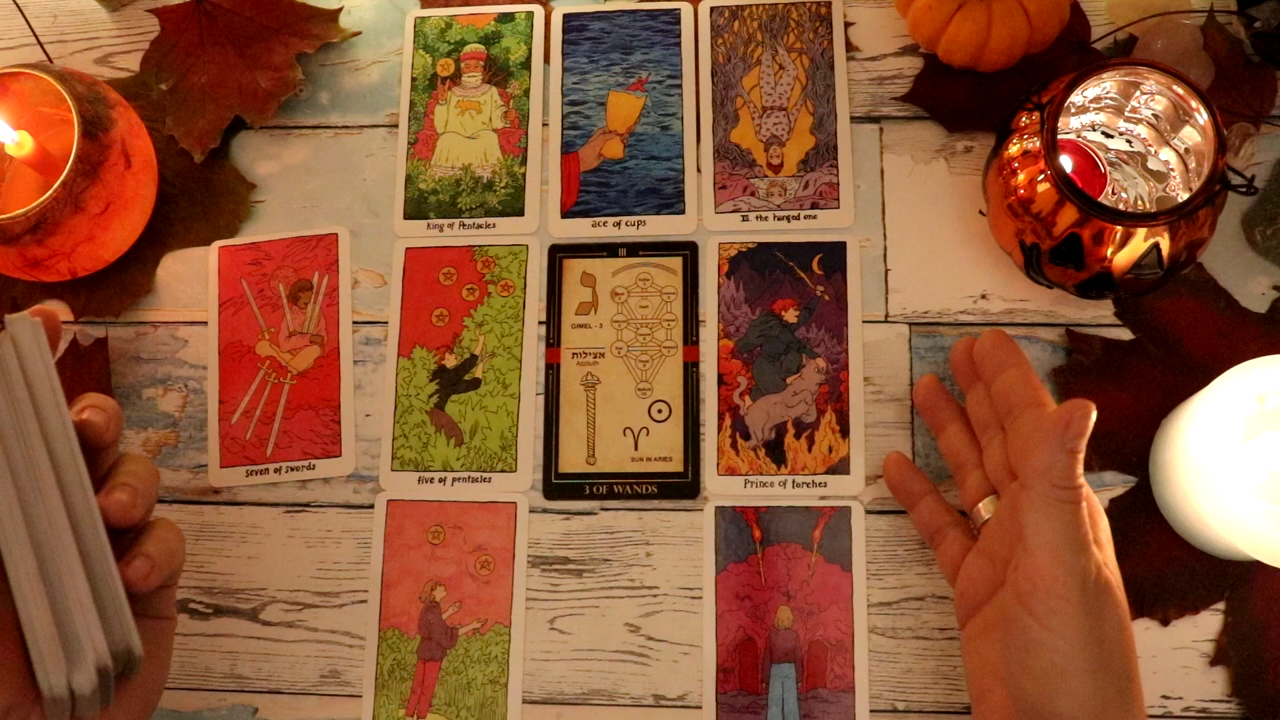 King of Pentacles
ace of cups
XII. the hanged one
seven of swords
five of pentacles
III
ג
GIMEL - 3
אצילות
SUN IN ARIES
3 OF WANDS
Prince of torches